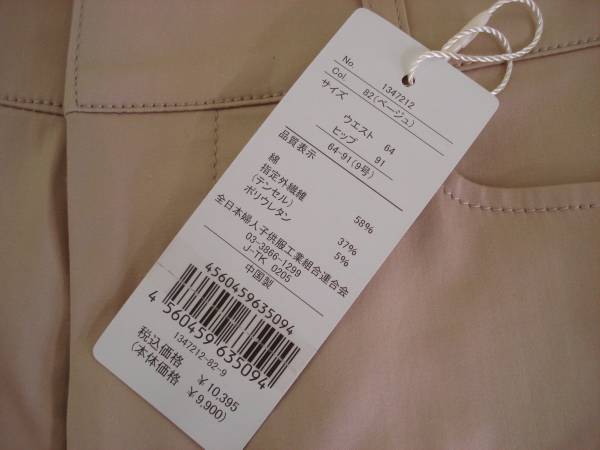 No. 1347212
Col. 82(ベージュ)
サイズ
ウエスト 64
ヒップ 91
64-91(9号)
品質表示
綿 58%
指定外繊維
(テンセル) 37%
ポリウレタン 5%
全日本婦人子供服工業組合連合会
03-3866-1299
J-TK 0205
中国製
4560459635094
4 560459 635094
1347212-82-9
税込価格 ¥10,395
(本体価格 ¥9,900)